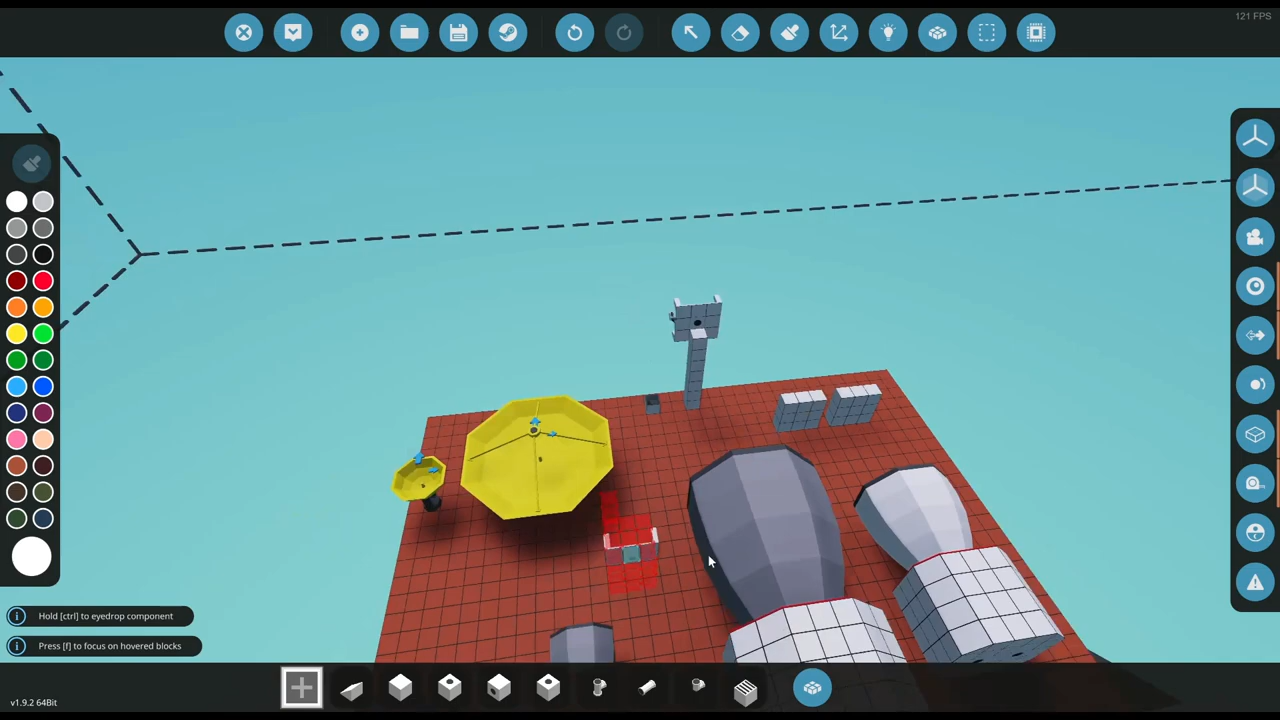 121 FPS
Hold [ctrl] to eyedrop component
Press [f] to focus on hovered blocks
v1.9.2 64Bit